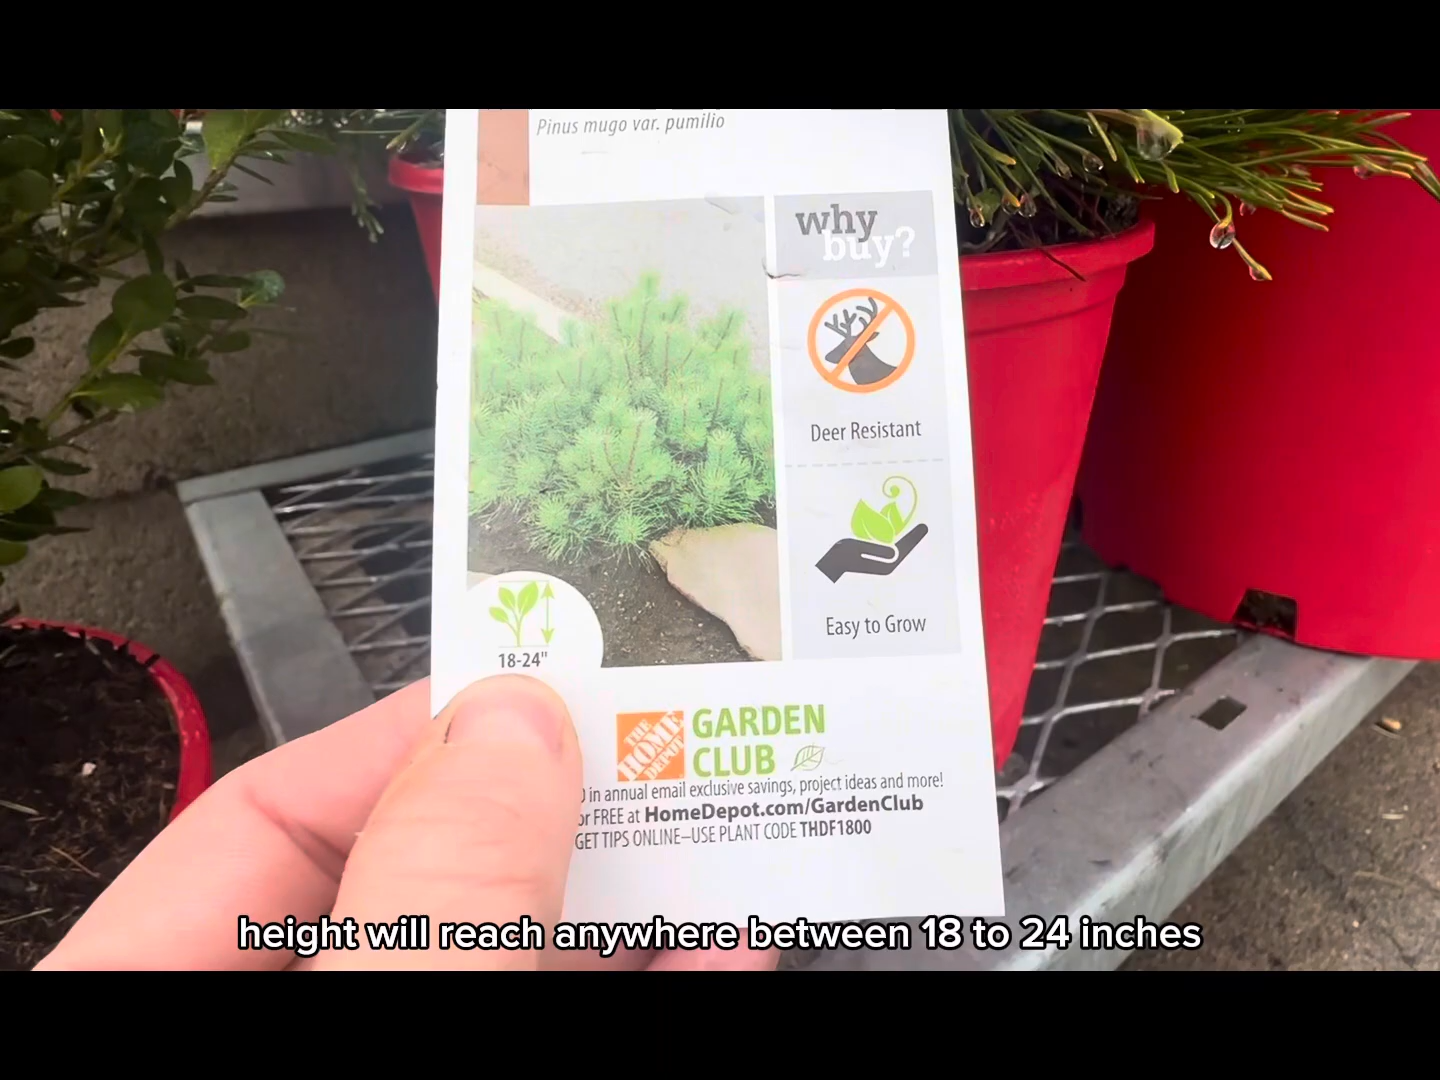 Pinus mugo var. pumilio
why
buy?
Deer Resistant
Easy to Grow
18-24"
THE
HOME
DEPOT
GARDEN
CLUB
in annual email exclusive savings, project ideas and more!
or FREE at HomeDepot.com/GardenClub
GET TIPS ONLINE–USE PLANT CODE THDF1800
height will reach anywhere between 18 to 24 inches